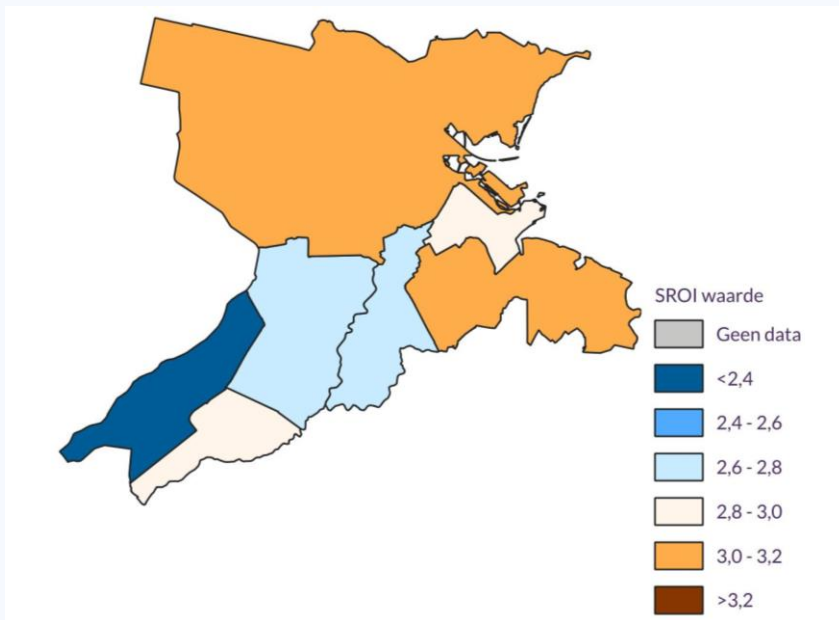 SROI waarde
Geen data
<2,4
2,4 - 2,6
2,6 - 2,8
2,8 - 3,0
3,0 - 3,2
>3,2